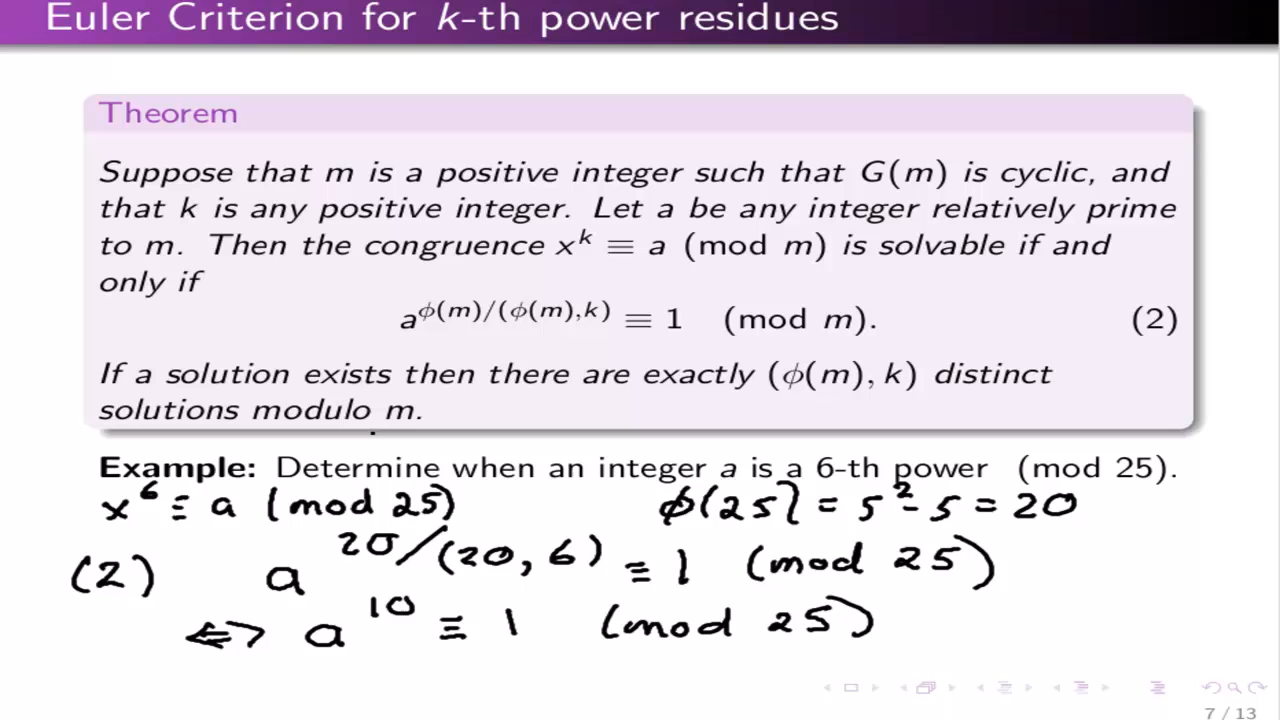 Euler Criterion for k-th power residues
Theorem
Suppose that m is a positive integer such that G(m) is cyclic, and
that k is any positive integer. Let a be any integer relatively prime
to m. Then the congruence x^k ≡ a (mod m) is solvable if and
only if
a^{ϕ(m)/(ϕ(m),k)} ≡ 1 (mod m). (2)
If a solution exists then there are exactly (ϕ(m), k) distinct
solutions modulo m.
Example: Determine when an integer a is a 6-th power (mod 25).
x^6 ≡ a (mod 25) ϕ(25) = 5^2 - 5 = 20
(2) a^{20/(20, 6)} ≡ 1 (mod 25)
⟺ a^{10} ≡ 1 (mod 25)
7 / 13